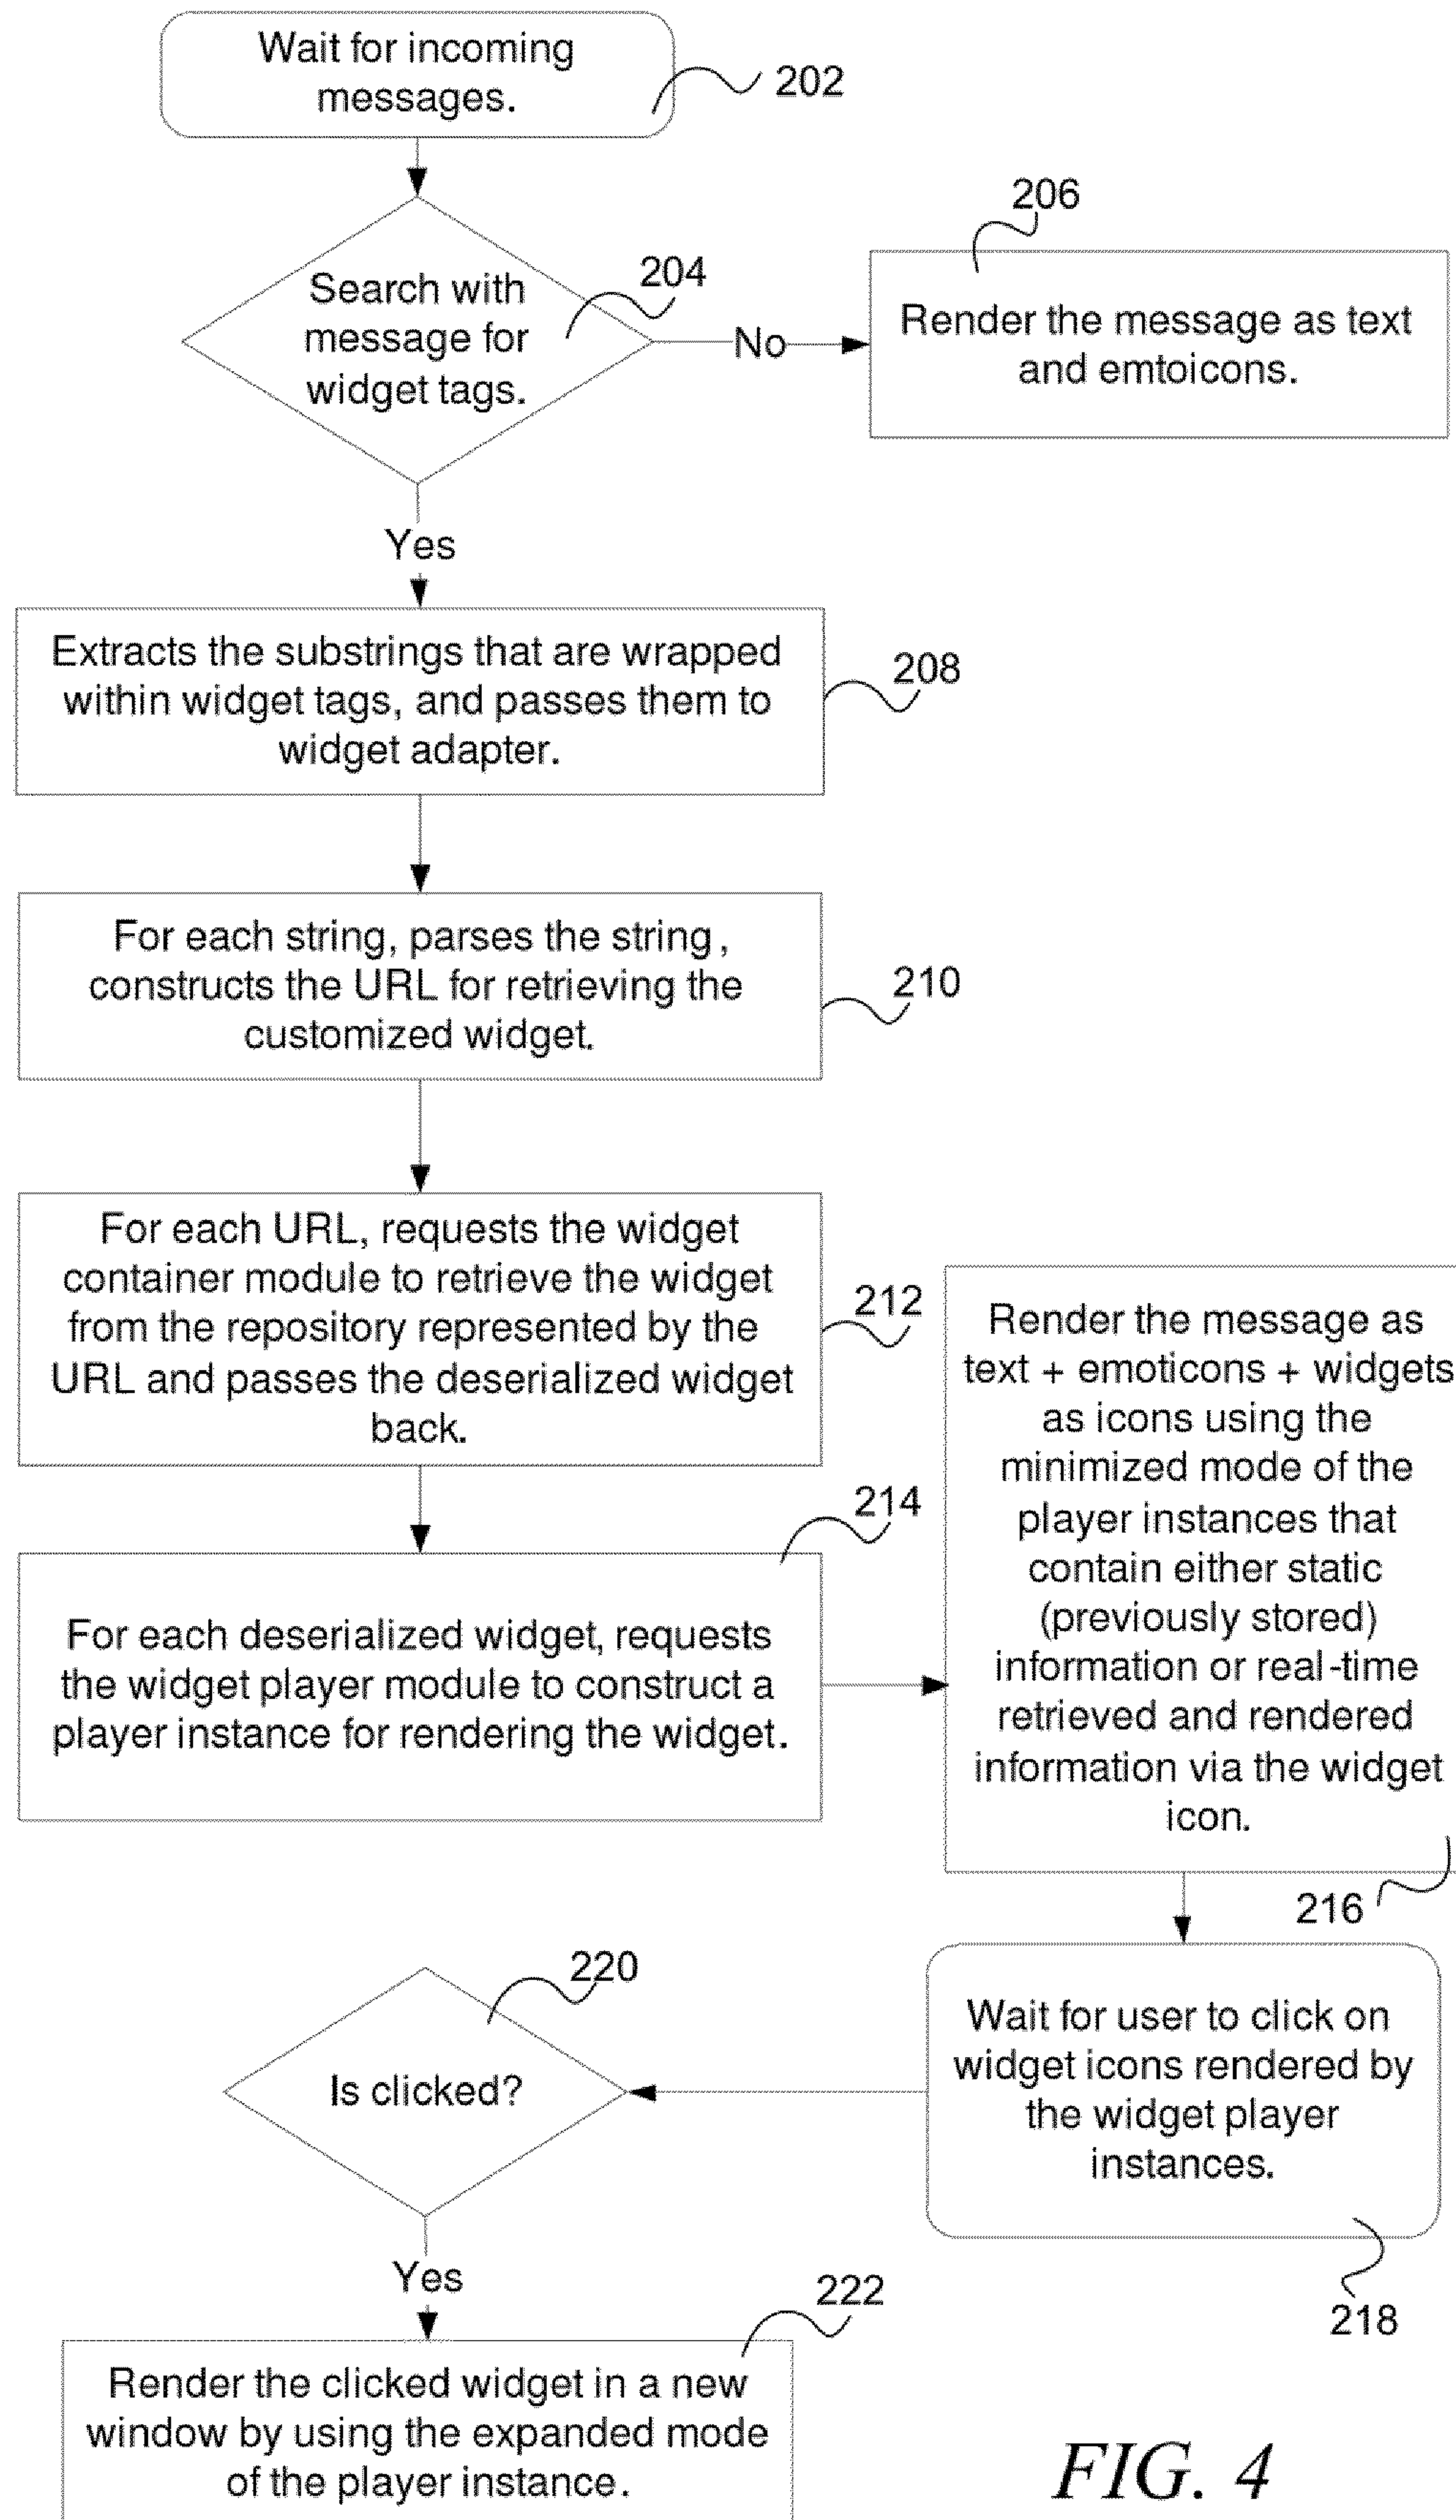 Wait for incoming
messages.
202
Search with
message for
widget tags.
204
No
206
Render the message as text
and emtoicons.
Yes
Extracts the substrings that are wrapped
within widget tags, and passes them to
widget adapter.
208
For each string, parses the string,
constructs the URL for retrieving the
customized widget.
210
For each URL, requests the widget
container module to retrieve the widget
from the repository represented by the
URL and passes the deserialized widget
back.
212
214
For each deserialized widget, requests
the widget player module to construct a
player instance for rendering the widget.
Render the message as
text + emoticons + widgets
as icons using the
minimized mode of the
player instances that
contain either static
(previously stored)
information or real-time
retrieved and rendered
information via the widget
icon.
216
Wait for user to click on
widget icons rendered by
the widget player
instances.
218
220
Is clicked?
Yes
222
Render the clicked widget in a new
window by using the expanded mode
of the player instance.
FIG. 4